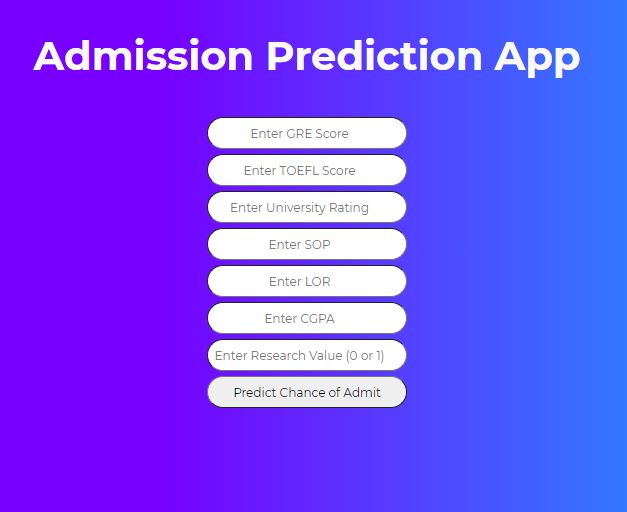 Admission Prediction App
Enter GRE Score
Enter TOEFL Score
Enter University Rating
Enter SOP
Enter LOR
Enter CGPA
Enter Research Value (0 or 1)
Predict Chance of Admit